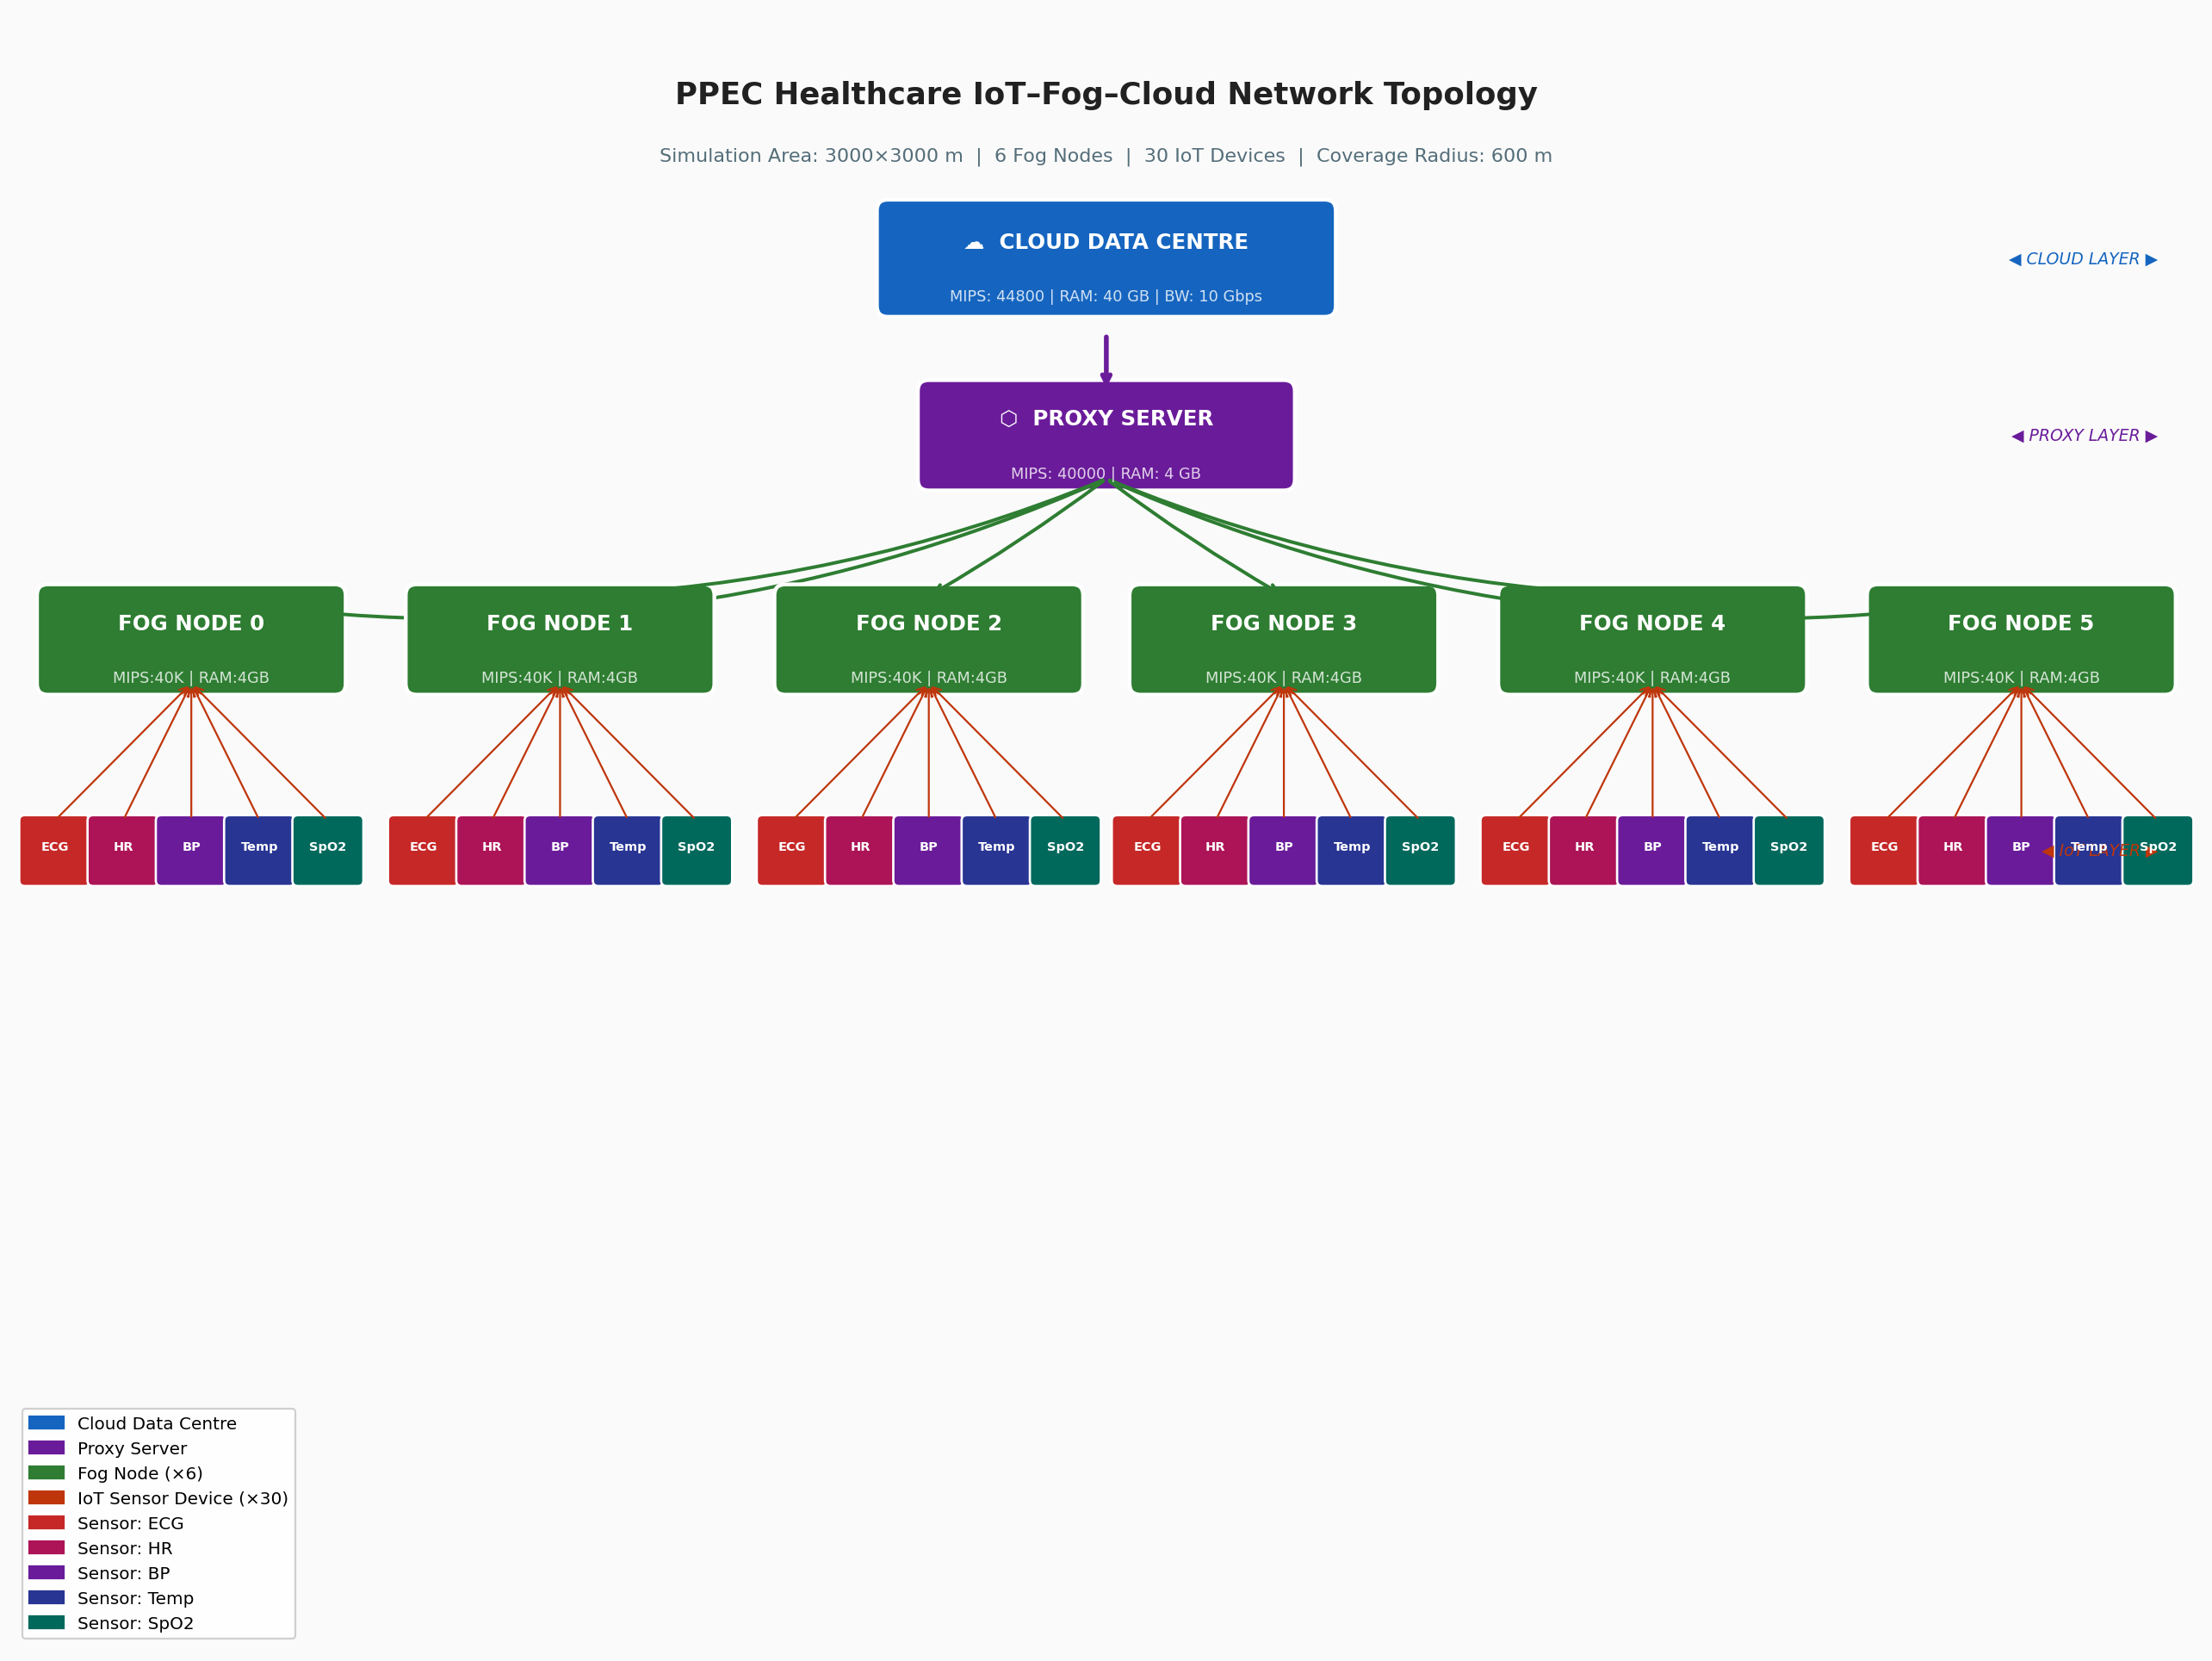 PPEC Healthcare IoT–Fog–Cloud Network Topology
Simulation Area: 3000×3000 m | 6 Fog Nodes | 30 IoT Devices | Coverage Radius: 600 m
☁ CLOUD DATA CENTRE
MIPS: 44800 | RAM: 40 GB | BW: 10 Gbps
◀ CLOUD LAYER ▶
⬡ PROXY SERVER
MIPS: 40000 | RAM: 4 GB
◀ PROXY LAYER ▶
FOG NODE 0
MIPS:40K | RAM:4GB
FOG NODE 1
MIPS:40K | RAM:4GB
FOG NODE 2
MIPS:40K | RAM:4GB
FOG NODE 3
MIPS:40K | RAM:4GB
FOG NODE 4
MIPS:40K | RAM:4GB
FOG NODE 5
MIPS:40K | RAM:4GB
ECG HR BP Temp SpO2
ECG HR BP Temp SpO2
ECG HR BP Temp SpO2
ECG HR BP Temp SpO2
ECG HR BP Temp SpO2
ECG HR BP Temp SpO2
◀ IoT LAYER ▶
Cloud Data Centre
Proxy Server
Fog Node (×6)
IoT Sensor Device (×30)
Sensor: ECG
Sensor: HR
Sensor: BP
Sensor: Temp
Sensor: SpO2